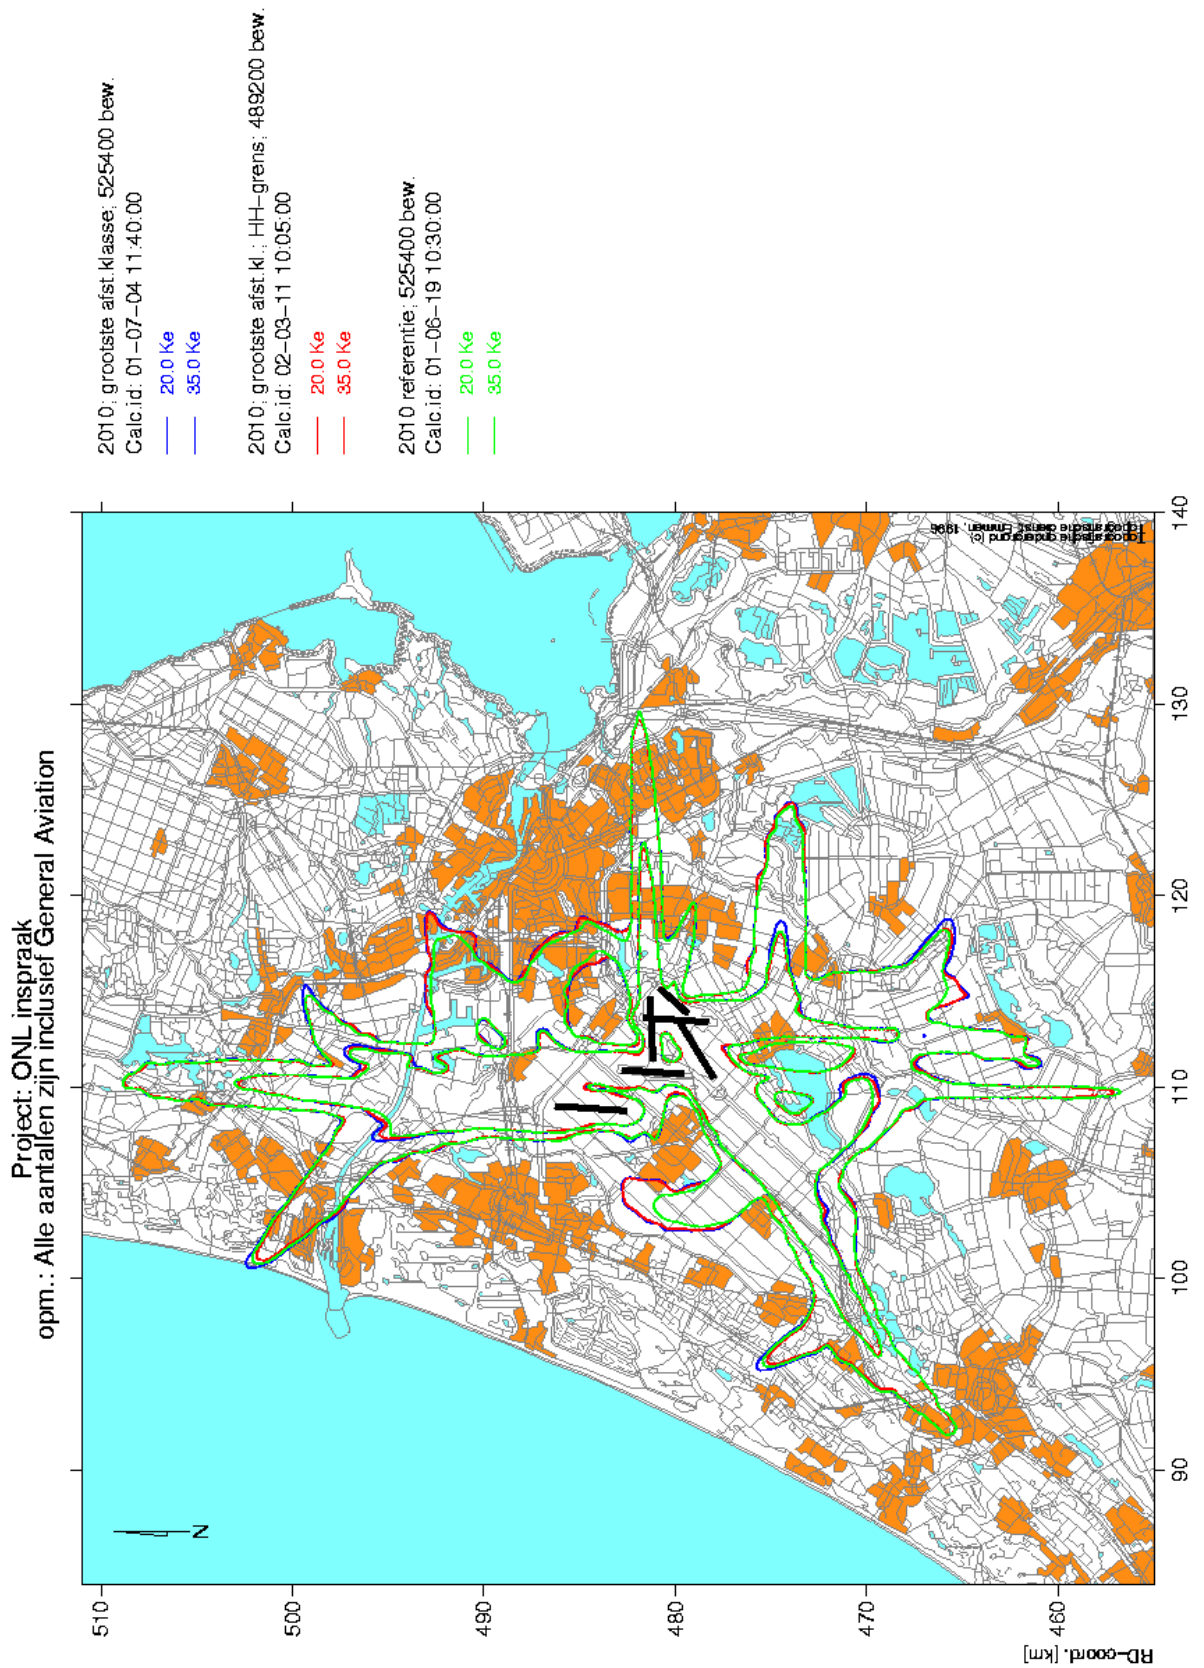 Project: ONL inspraak
opm.: Alle aantallen zijn inclusief General Aviation
2010; grootste afst.klasse; 525400 bew.
Calc.id: 01-07-04 11:40:00
20.0 Ke
35.0 Ke
2010; grootste afst.kl.; HH-grens; 489200 bew.
Calc.id: 02-03-11 10:05:00
20.0 Ke
35.0 Ke
2010 referentie; 525400 bew.
Calc.id: 01-06-19 10:30:00
20.0 Ke
35.0 Ke
N
510
500
490
480
470
460
90
100
110
120
130
140
RD-coord. [km]
Topografische ondergrond (c)
Topografische dienst, Emmen, 1996